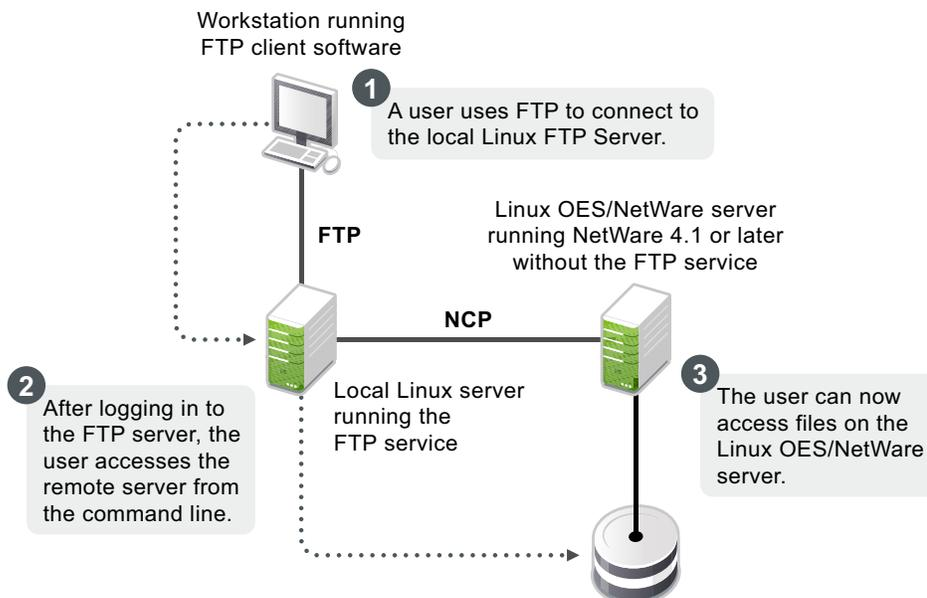 Workstation running
FTP client software
1
A user uses FTP to connect to
the local Linux FTP Server.
Linux OES/NetWare server
running NetWare 4.1 or later
without the FTP service
FTP
NCP
2
After logging in to
the FTP server, the
user accesses the
remote server from
the command line.
Local Linux server
running the
FTP service
3
The user can now
access files on the
Linux OES/NetWare
server.